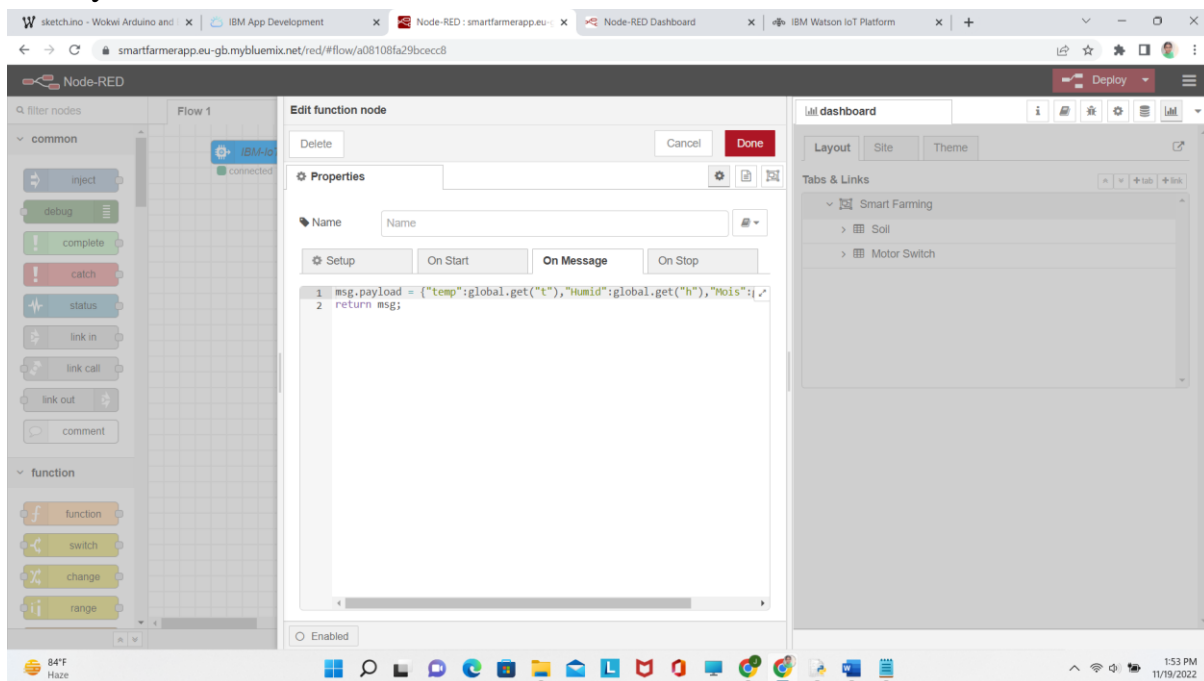 sketch.ino - Wokwi Arduino and
IBM App Development
Node-RED : smartfarmerapp.eu-g
Node-RED Dashboard
IBM Watson IoT Platform
smartfarmerapp.eu-gb.mybluemix.net/red/#flow/a08108fa29bcecc8
Node-RED
Deploy
filter nodes
Flow 1
Edit function node
dashboard
common
Delete
Cancel
Done
IBM-IoT
connected
Layout
Site
Theme
inject
Properties
Tabs & Links
+ tab
+ link
debug
Name
Name
Smart Farming
Soil
complete
Setup
On Start
On Message
On Stop
Motor Switch
catch
1 msg.payload = {"temp":global.get("t"),"Humid":global.get("h"),"Mois":
2 return msg;
status
link in
link call
link out
comment
function
function
switch
change
range
Enabled
84°F
Haze
1:53 PM
11/19/2022